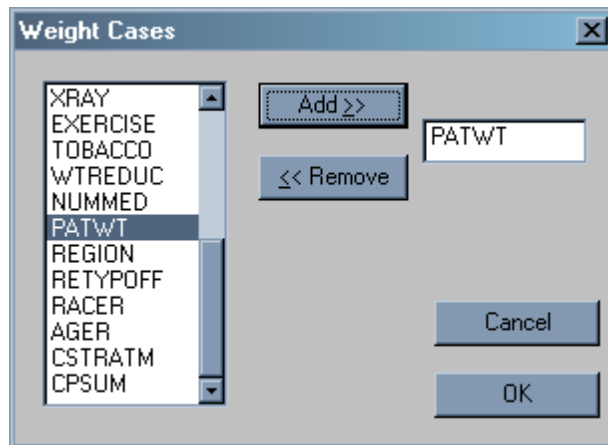 Weight Cases
XRAY
EXERCISE
TOBACCO
WTREDUC
NUMMED
PATWT
REGION
RETYPOFF
RACER
AGER
CSTRATM
CPSUM
Add >>
<< Remove
PATWT
Cancel
OK